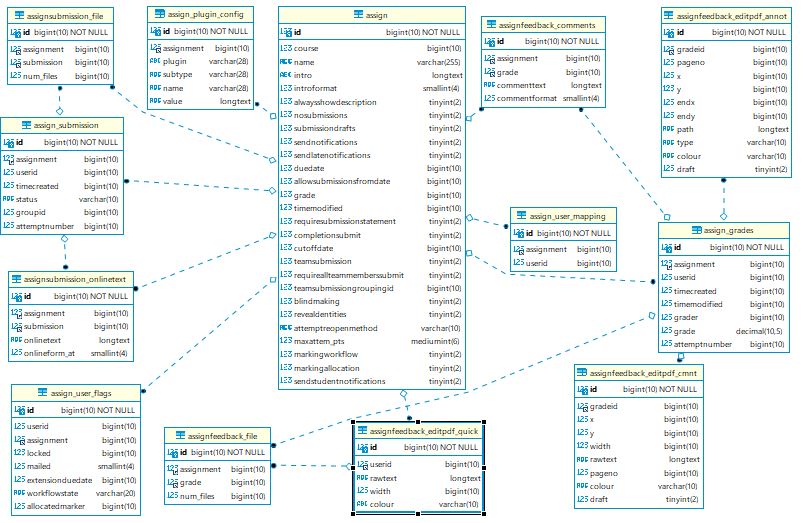 assignsubmission_file
id bigint(10) NOT NULL
assignment bigint(10)
submission bigint(10)
num_files bigint(10)
assign_plugin_config
id bigint(10) NOT NULL
assignment bigint(10)
plugin varchar(28)
subtype varchar(28)
name varchar(28)
value longtext
assign
id bigint(10) NOT NULL
course bigint(10)
name varchar(255)
intro longtext
introformat smallint(4)
alwaysshowdescription tinyint(2)
nosubmissions tinyint(2)
submissiondrafts tinyint(2)
sendnotifications tinyint(2)
sendlatenotifications tinyint(2)
duedate bigint(10)
allowsubmissionsfromdate bigint(10)
grade bigint(10)
timemodified bigint(10)
requiresubmissionstatement tinyint(2)
completionsubmit tinyint(2)
cutoffdate bigint(10)
teamsubmission tinyint(2)
requireallteammemberssubmit tinyint(2)
teamsubmissiongroupingid bigint(10)
blindmarking tinyint(2)
revealidentities tinyint(2)
attemptreopenmethod varchar(10)
maxattem_pts mediumint(6)
markingworkflow tinyint(2)
markingallocation tinyint(2)
sendstudentnotifications tinyint(2)
assignfeedback_comments
id bigint(10) NOT NULL
assignment bigint(10)
grade bigint(10)
commenttext longtext
commentformat smallint(4)
assignfeedback_editpdf_annot
id bigint(10) NOT NULL
gradeid bigint(10)
pageno bigint(10)
x bigint(10)
y bigint(10)
endx bigint(10)
endy bigint(10)
path longtext
type varchar(10)
colour varchar(10)
draft tinyint(2)
assign_submission
id bigint(10) NOT NULL
assignment bigint(10)
userid bigint(10)
timecreated bigint(10)
status varchar(10)
groupid bigint(10)
attemptnumber bigint(10)
assign_user_mapping
id bigint(10) NOT NULL
assignment bigint(10)
userid bigint(10)
assign_grades
id bigint(10) NOT NULL
assignment bigint(10)
userid bigint(10)
timecreated bigint(10)
timemodified bigint(10)
grader bigint(10)
grade decimal(10,5)
attemptnumber bigint(10)
assignsubmission_onlinetext
id bigint(10) NOT NULL
assignment bigint(10)
submission bigint(10)
onlinetext longtext
onlineform_at smallint(4)
assignfeedback_editpdf_cmnt
id bigint(10) NOT NULL
gradeid bigint(10)
x bigint(10)
y bigint(10)
width bigint(10)
rawtext longtext
pageno bigint(10)
colour varchar(10)
draft tinyint(2)
assign_user_flags
id bigint(10) NOT NULL
userid bigint(10)
assignment bigint(10)
locked bigint(10)
mailed smallint(4)
extensionduedate bigint(10)
workflowstate varchar(20)
allocatedmarker bigint(10)
assignfeedback_file
id bigint(10) NOT NULL
assignment bigint(10)
grade bigint(10)
num_files bigint(10)
assignfeedback_editpdf_quick
id bigint(10) NOT NULL
userid bigint(10)
rawtext longtext
width bigint(10)
colour varchar(10)